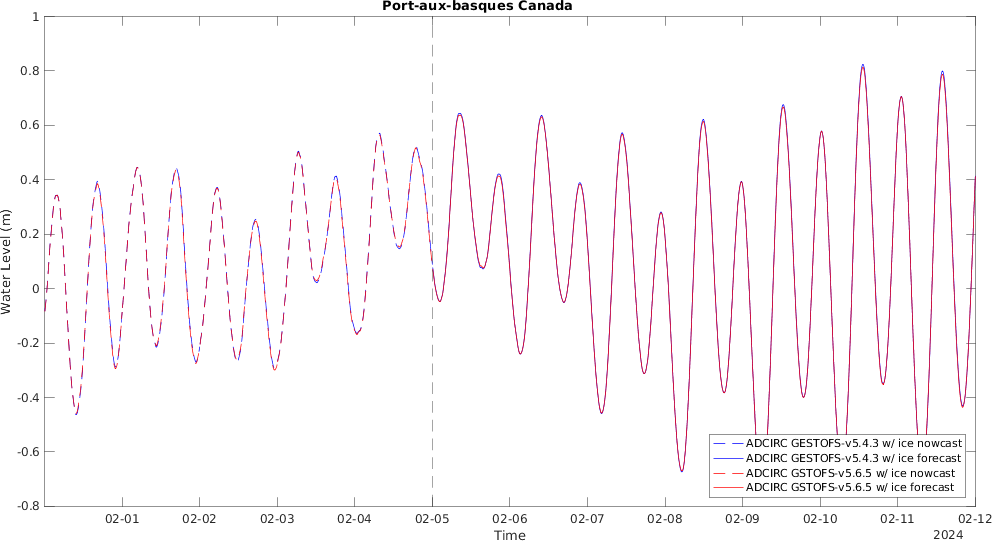 Port-aux-basques Canada
Water Level (m)
1
0.8
0.6
0.4
0.2
0
-0.2
-0.4
-0.6
-0.8
ADCIRC GESTOFS-v5.4.3 w/ ice nowcast
ADCIRC GESTOFS-v5.4.3 w/ ice forecast
ADCIRC GSTOFS-v5.6.5 w/ ice nowcast
ADCIRC GSTOFS-v5.6.5 w/ ice forecast
02-01 02-02 02-03 02-04 02-05 02-06 02-07 02-08 02-09 02-10 02-11 02-12
Time
2024